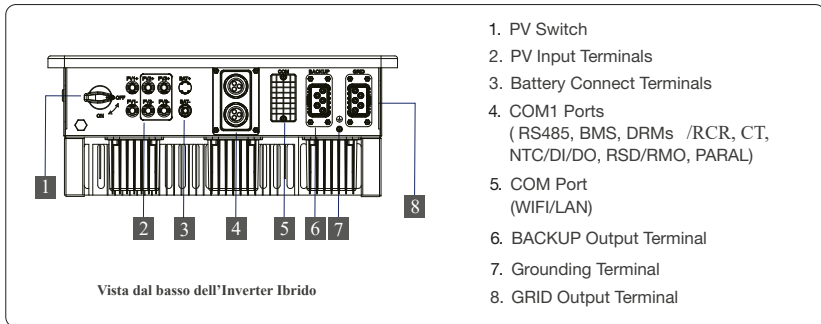 PV1+ PV2+ PV3+ BAT+
PV1- PV2- PV3- BAT-
OFF
ON
COM
BACKUP
GRID
1
2
3
4
5
6
7
8
Vista dal basso dell'Inverter Ibrido
1. PV Switch
2. PV Input Terminals
3. Battery Connect Terminals
4. COM1 Ports
( RS485, BMS, DRMs /RCR, CT,
NTC/DI/DO, RSD/RMO, PARAL)
5. COM Port
(WIFI/LAN)
6. BACKUP Output Terminal
7. Grounding Terminal
8. GRID Output Terminal